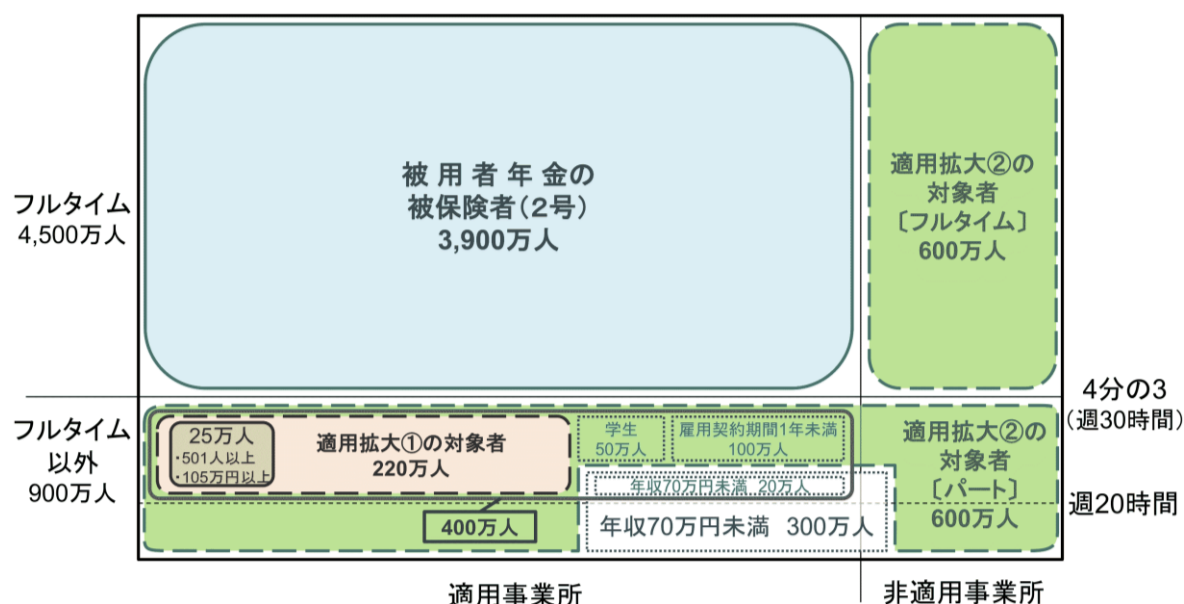 フルタイム
4,500万人
被用者年金の
被保険者（2号）
3,900万人
適用拡大②の
対象者
〔フルタイム〕
600万人
4分の3
（週30時間）
フルタイム
以外
900万人
25万人
・501人以上
・105万円以上
適用拡大①の対象者
220万人
学生
50万人
雇用契約期間1年未満
100万人
年収70万円未満 20万人
400万人
年収70万円未満 300万人
適用拡大②の
対象者
〔パート〕
600万人
週20時間
適用事業所
非適用事業所